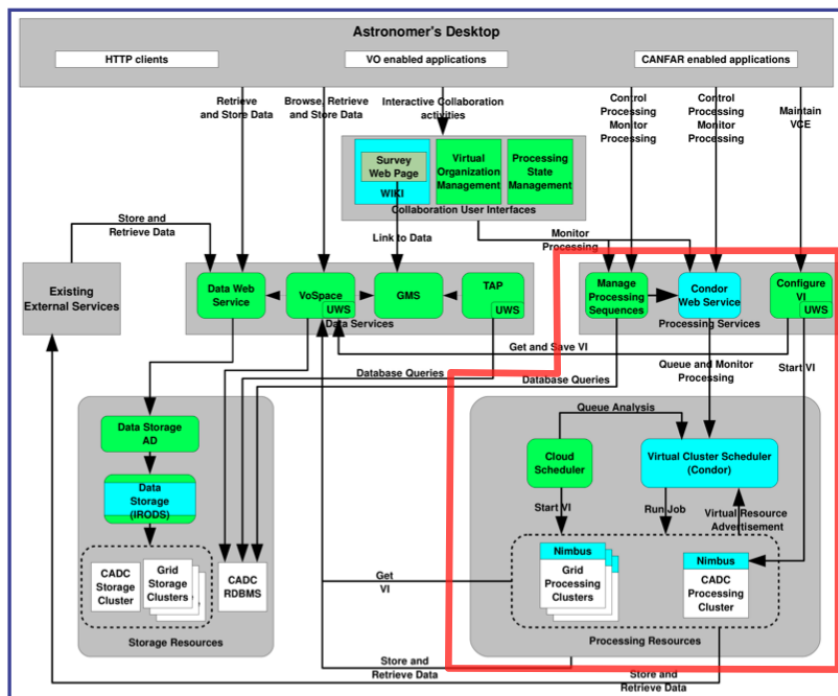 Astronomer's Desktop
HTTP clients
VO enabled applications
CANFAR enabled applications
Retrieve
and Store Data
Browse, Retrieve
and Store Data
Interactive Collaboration
activities
Control
Processing
Monitor
Processing
Control
Processing
Monitor
Processing
Maintain
VCE
Survey
Web Page
WIKI
Virtual
Organization
Management
Processing
State
Management
Collaboration User Interfaces
Store and
Retrieve Data
Link to Data
Monitor
Processing
Existing
External Services
Data Web
Service
VoSpace
UWS
GMS
TAP
UWS
Data Services
Manage
Processing
Sequences
Condor
Web Service
Configure
VI
UWS
Processing Services
Get and Save VI
Database Queries
Database Queries
Queue and Monitor
Processing
Start VI
Data Storage
AD
Data
Storage
(IRODS)
CADC
Storage
Cluster
Grid
Storage
Clusters
CADC
RDBMS
Storage Resources
Queue Analysis
Cloud
Scheduler
Virtual Cluster Scheduler
(Condor)
Start VI
Run Job
Virtual Resource
Advertisement
Nimbus
Grid
Processing
Clusters
Nimbus
CADC
Processing
Cluster
Get
VI
Processing Resources
Store and
Retrieve Data
Store and
Retrieve Data